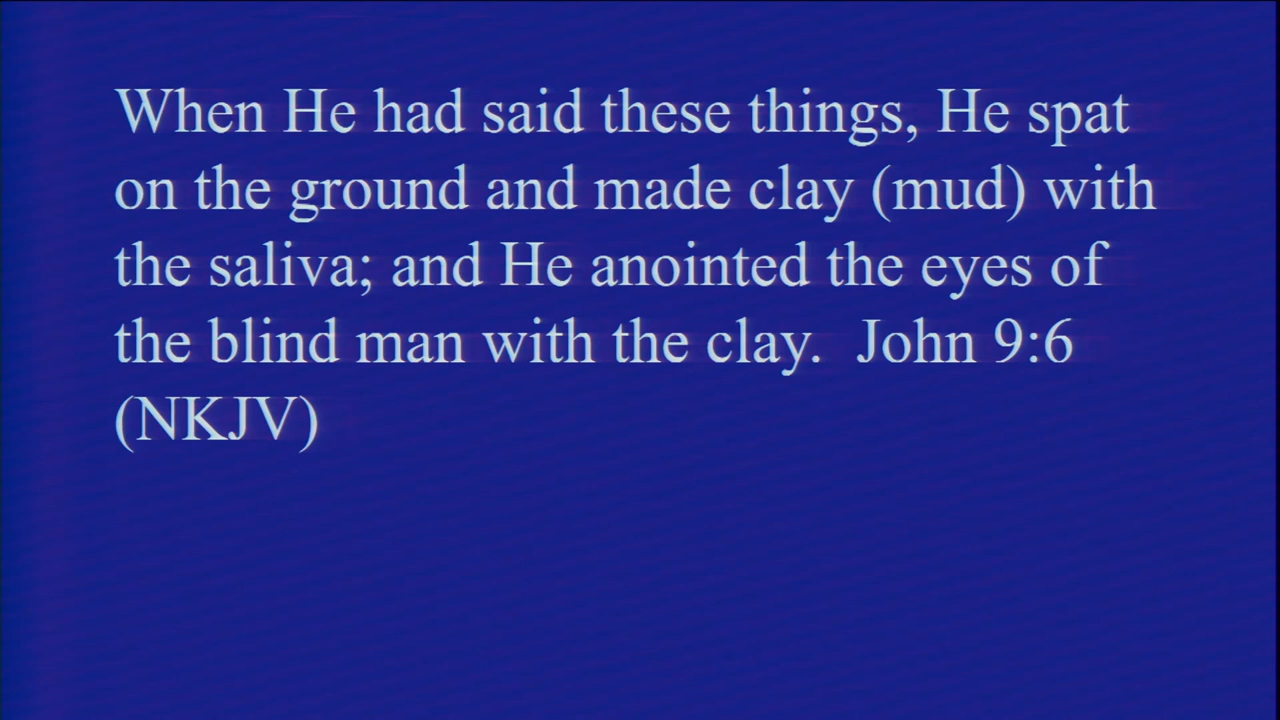 When He had said these things, He spat
on the ground and made clay (mud) with
the saliva; and He anointed the eyes of
the blind man with the clay.  John 9:6
(NKJV)